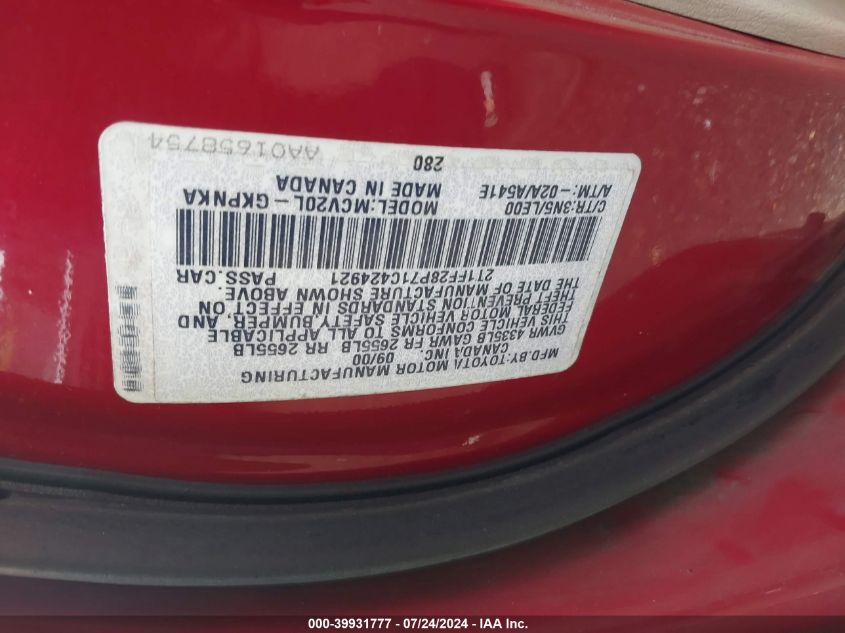 MFD.BY:TOYOTA MOTOR MANUFACTURING
CANADA INC. 09/00
GVWR 4335LB GAWR FR 2655LB RR 2655LB
THIS VEHICLE CONFORMS TO ALL APPLICABLE
FEDERAL MOTOR VEHICLE SAFETY, BUMPER, AND
THEFT PREVENTION STANDARDS IN EFFECT ON
THE DATE OF MANUFACTURE SHOWN ABOVE.
2T1FF28P71C424921 PASS.CAR
C/TR:3N5/LE00 MODEL:MCV20L-GKPNKA
A/TM:-02A/A541E MADE IN CANADA
280
AA01658754
000-39931777 / 07/24/2024 / IAA Inc.